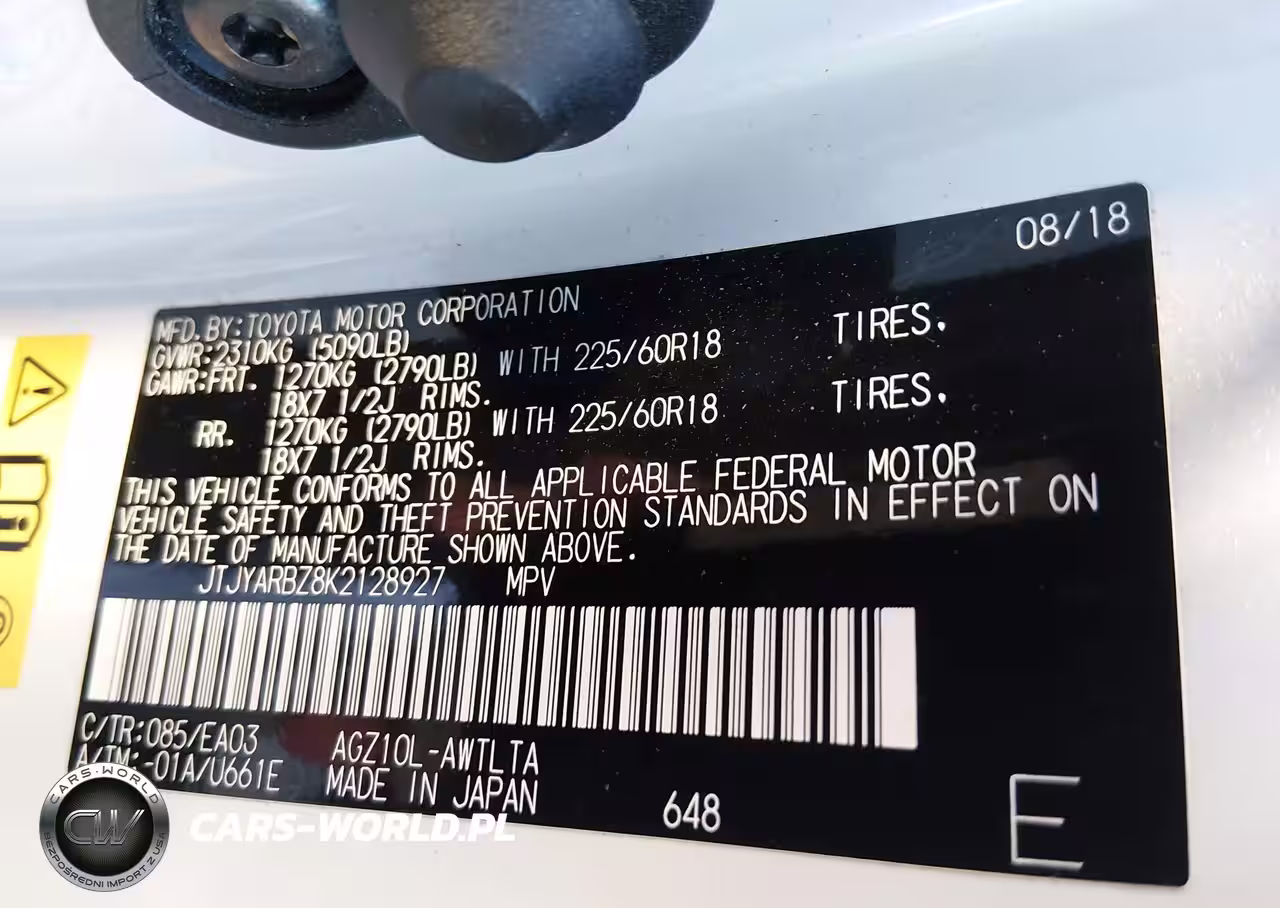 08/18
MFD. BY: TOYOTA MOTOR CORPORATION
GVWR: 2310KG (5090LB)
GAWR: FRT. 1270KG (2790LB) WITH 225/60R18 TIRES.
18X7 1/2J RIMS.
RR. 1270KG (2790LB) WITH 225/60R18 TIRES.
18X7 1/2J RIMS.
THIS VEHICLE CONFORMS TO ALL APPLICABLE FEDERAL MOTOR
VEHICLE SAFETY AND THEFT PREVENTION STANDARDS IN EFFECT ON
THE DATE OF MANUFACTURE SHOWN ABOVE.
JTJYARBZ8K2128927 MPV
C/TR: 085/EA03 AGZ10L-AWTLTA
A/TM: -01A/U661E MADE IN JAPAN
648
E
CARS-WORLD
CW
BEZPOŚREDNI IMPORT Z USA
CARS-WORLD.PL